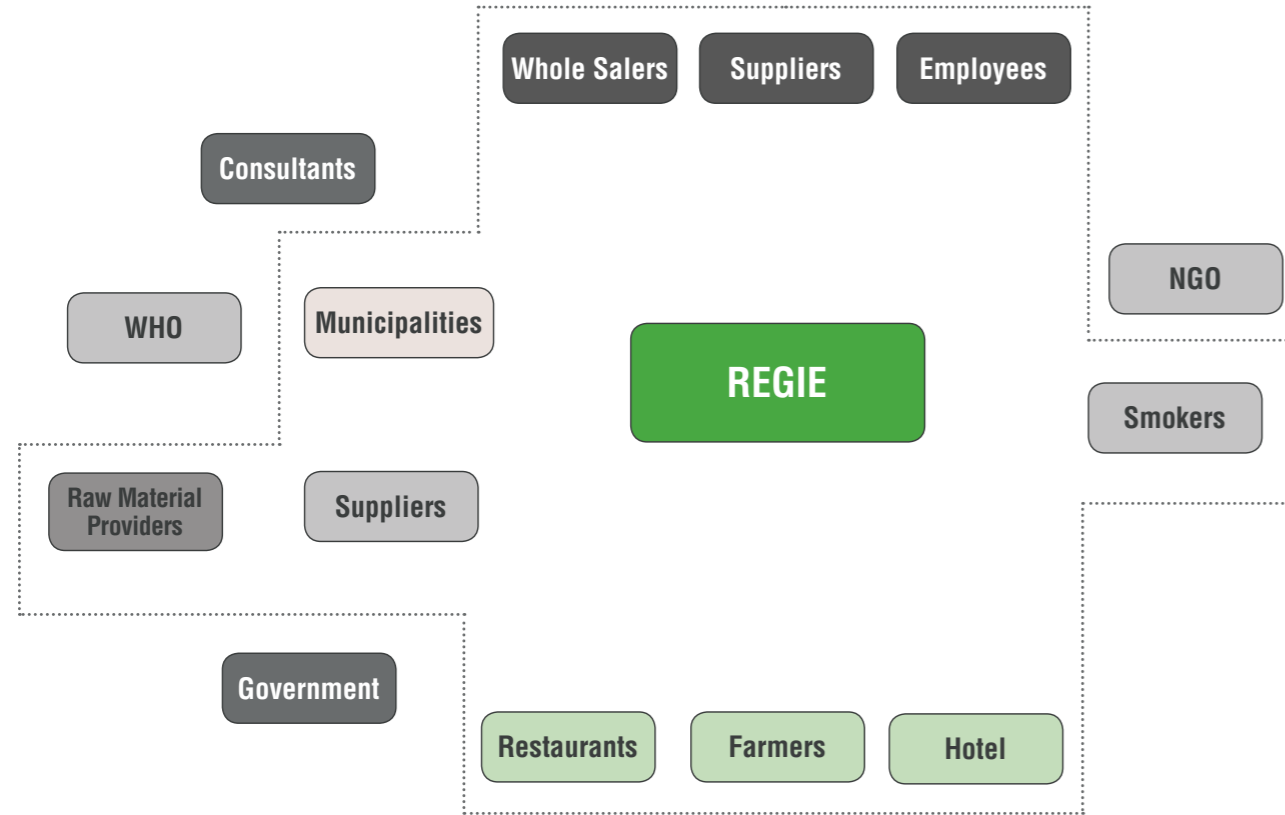 Whole Salers
Suppliers
Employees
Consultants
NGO
WHO
Municipalities
REGIE
Smokers
Raw Material
Providers
Suppliers
Government
Restaurants
Farmers
Hotel